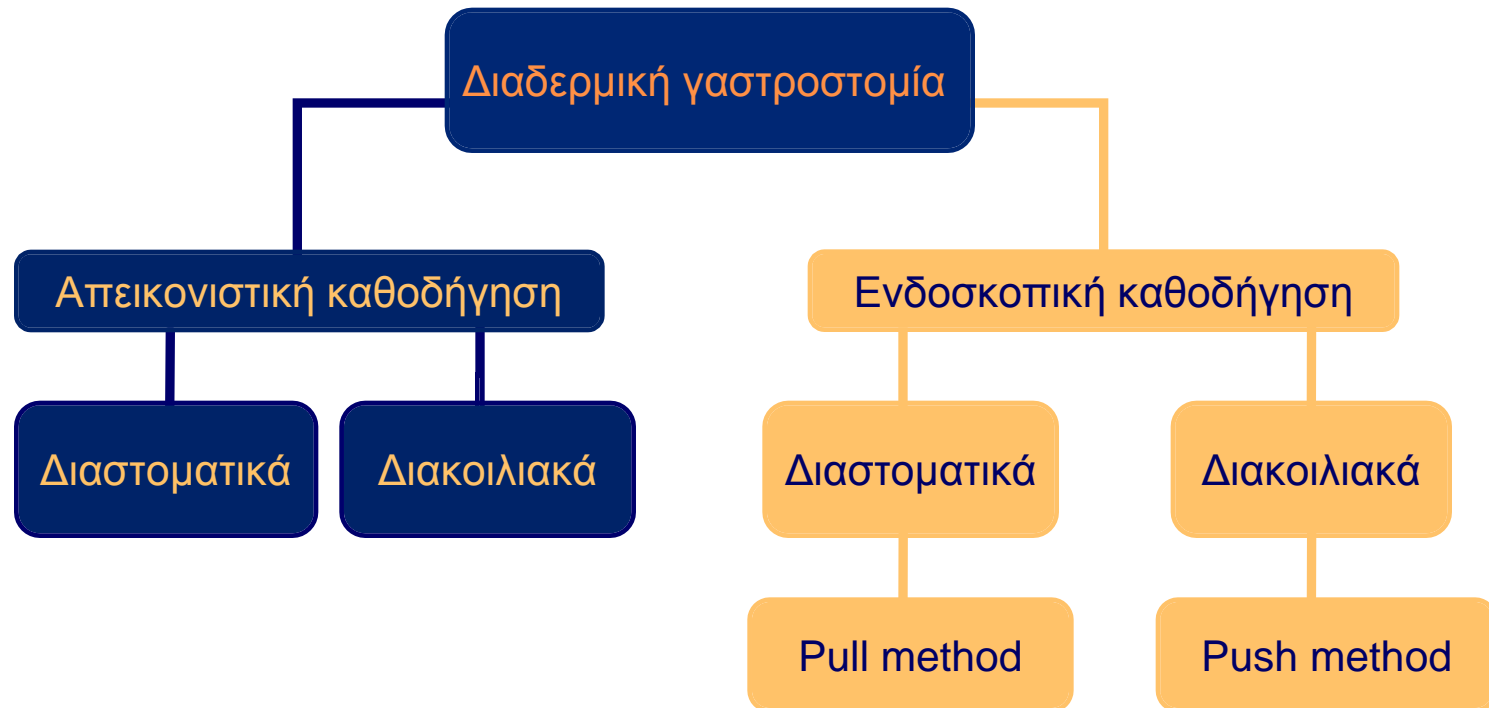 Διαδερμική γαστροστομία
Απεικονιστική καθοδήγηση
Ενδοσκοπική καθοδήγηση
Διαστοματικά
Διακοιλιακά
Διαστοματικά
Διακοιλιακά
Pull method
Push method